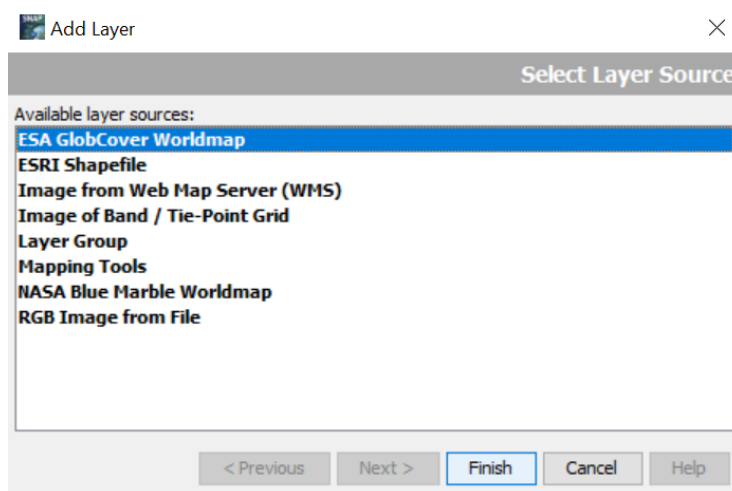 SNAP
Add Layer
Select Layer Source
Available layer sources:
ESA GlobCover Worldmap
ESRI Shapefile
Image from Web Map Server (WMS)
Image of Band / Tie-Point Grid
Layer Group
Mapping Tools
NASA Blue Marble Worldmap
RGB Image from File
< Previous Next > Finish Cancel Help